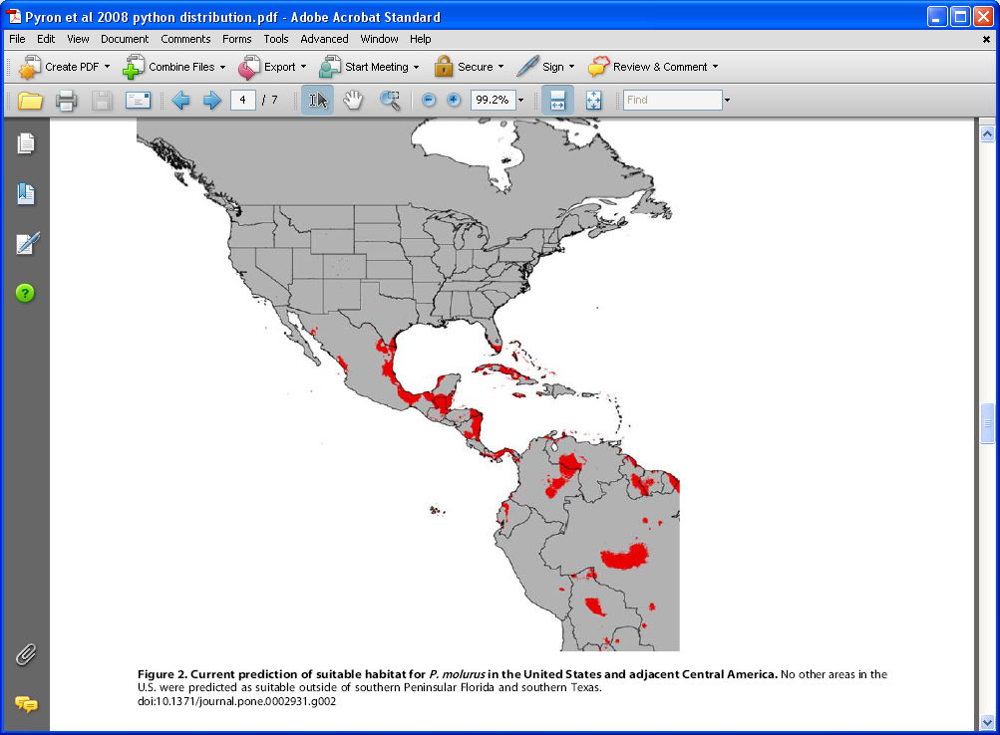 Pyron et al 2008 python distribution.pdf - Adobe Acrobat Standard
File Edit View Document Comments Forms Tools Advanced Window Help
Create PDF Combine Files Export Start Meeting Secure Sign Review & Comment
4 / 7 99.2% Find
Figure 2. Current prediction of suitable habitat for P. molurus in the United States and adjacent Central America. No other areas in the
U.S. were predicted as suitable outside of southern Peninsular Florida and southern Texas.
doi:10.1371/journal.pone.0002931.g002